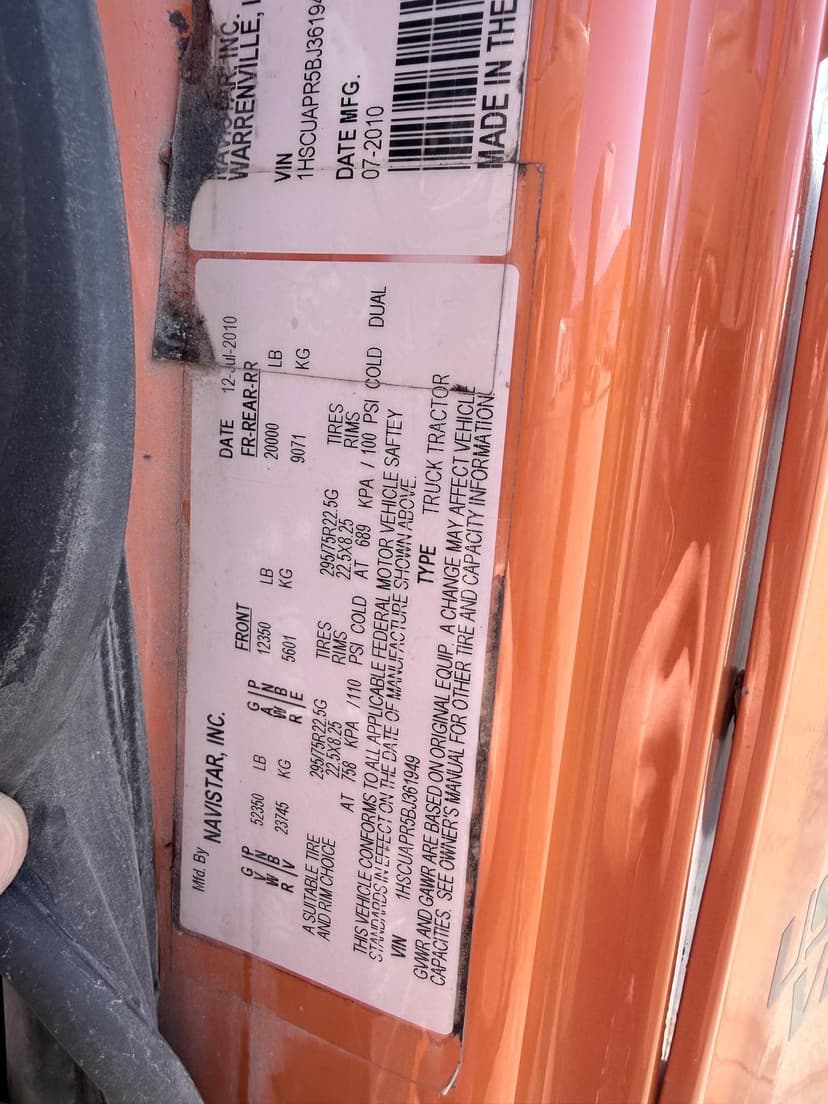 NAVISTAR, INC.
WARRENVILLE,
VIN
1HSCUAPR5BJ36194
DATE MFG.
07-2010
MADE IN THE
Mfd. By NAVISTAR, INC. DATE 12-Jul-2010
FRONT FR-REAR-RR
GVWR PNBV 52350 LB GAWR PNBE 12350 LB 20000 LB
23745 KG 5601 KG 9071 KG
A SUITABLE TIRE 295/75R22.5G TIRES 295/75R22.5G TIRES
AND RIM CHOICE 22.5X8.25 RIMS 22.5X8.25 RIMS
AT 758 KPA /110 PSI COLD AT 689 KPA / 100 PSI COLD DUAL
THIS VEHICLE CONFORMS TO ALL APPLICABLE FEDERAL MOTOR VEHICLE SAFTEY
STANDARDS IN EFFECT ON THE DATE OF MANUFACTURE SHOWN ABOVE.
VIN 1HSCUAPR5BJ361949 TYPE TRUCK TRACTOR
GVWR AND GAWR ARE BASED ON ORIGINAL EQUIP. A CHANGE MAY AFFECT VEHICLE
CAPACITIES. SEE OWNER'S MANUAL FOR OTHER TIRE AND CAPACITY INFORMATION.